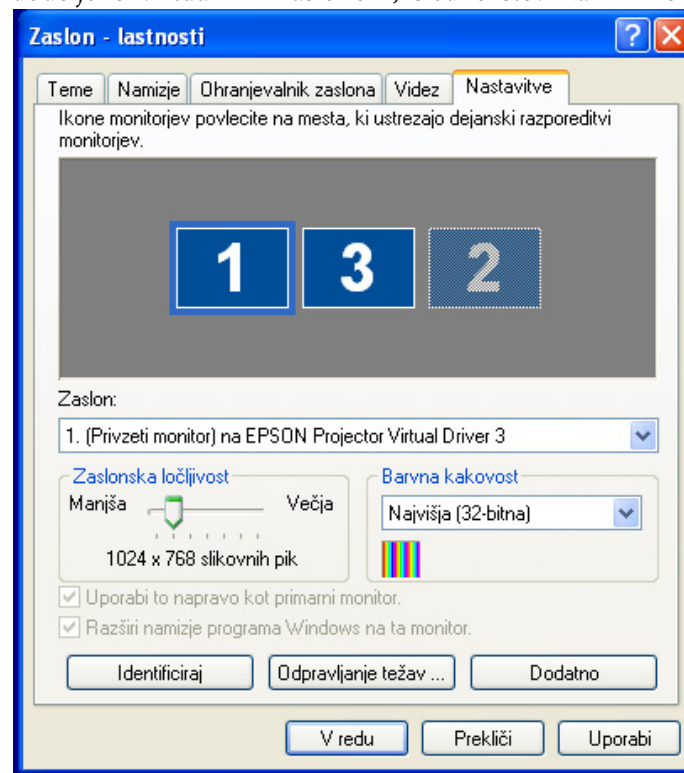 Zaslon - lastnosti
Teme Namizje Ohranjevalnik zaslona Videz Nastavitve
Ikone monitorjev povlecite na mesta, ki ustrezajo dejanski razporeditvi
monitorjev.
1 3 2
Zaslon:
1. (Privzeti monitor) na EPSON Projector Virtual Driver 3
Zaslonska ločljivost
Manjša Večja
1024 x 768 slikovnih pik
Barvna kakovost
Najvišja (32-bitna)
Uporabi to napravo kot primarni monitor.
Razširi namizje programa Windows na ta monitor.
Identificiraj Odpravljanje težav ... Dodatno
V redu Prekliči Uporabi